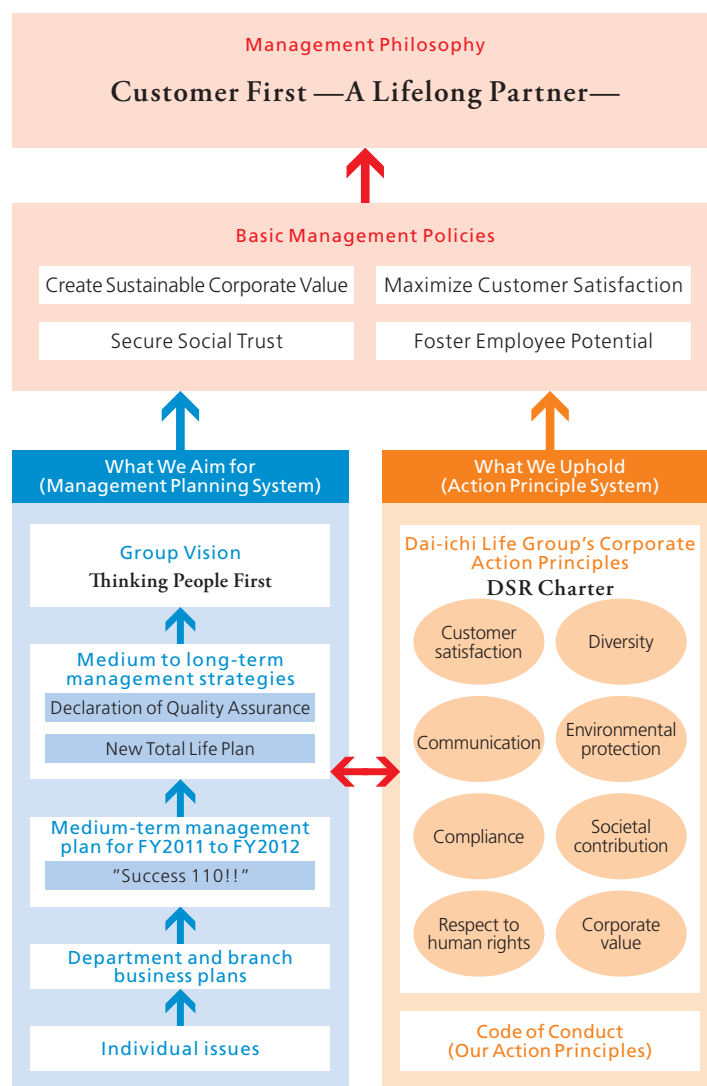 Management Philosophy
Customer First —A Lifelong Partner—
Basic Management Policies
Create Sustainable Corporate Value
Maximize Customer Satisfaction
Secure Social Trust
Foster Employee Potential
What We Aim for
(Management Planning System)
Group Vision
Thinking People First
Medium to long-term
management strategies
Declaration of Quality Assurance
New Total Life Plan
Medium-term management
plan for FY2011 to FY2012
“Success 110!!”
Department and branch
business plans
Individual issues
What We Uphold
(Action Principle System)
Dai-ichi Life Group’s Corporate
Action Principles
DSR Charter
Customer
satisfaction
Diversity
Communication
Environmental
protection
Compliance
Societal
contribution
Respect to
human rights
Corporate
value
Code of Conduct
(Our Action Principles)